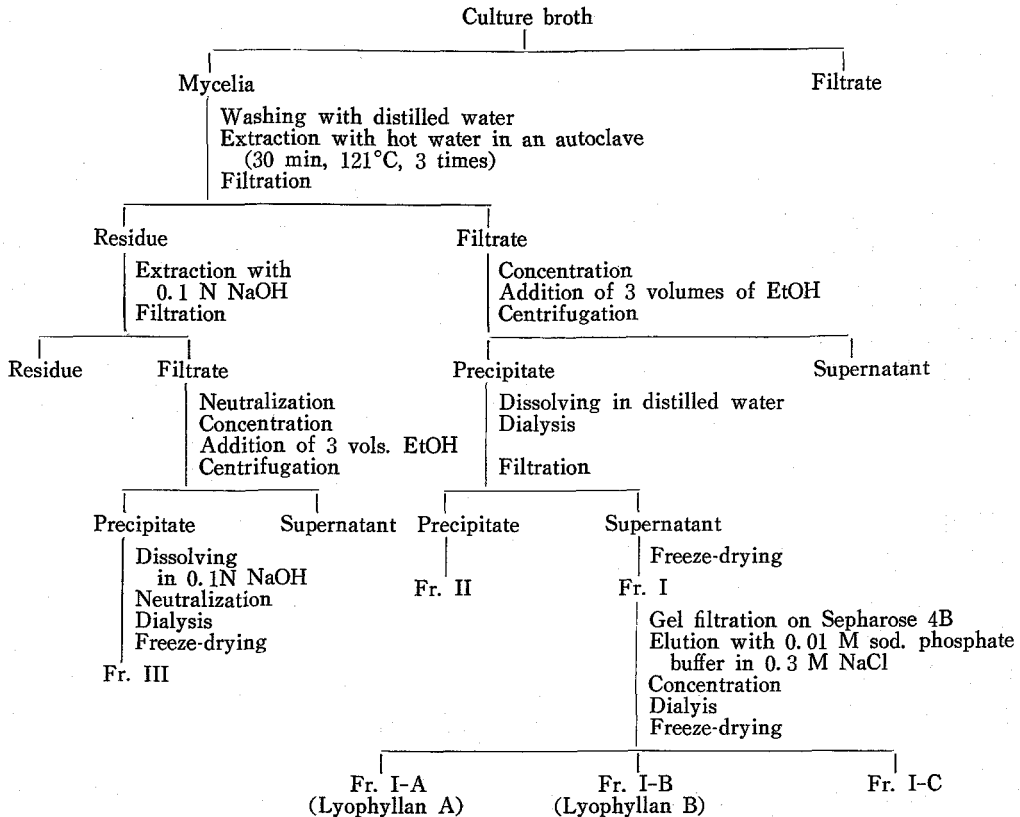 Culture broth
Mycelia
Filtrate
Washing with distilled water
Extraction with hot water in an autoclave
(30 min, 121°C, 3 times)
Filtration
Residue
Filtrate
Extraction with
0.1 N NaOH
Filtration
Concentration
Addition of 3 volumes of EtOH
Centrifugation
Residue
Filtrate
Precipitate
Supernatant
Neutralization
Concentration
Addition of 3 vols. EtOH
Centrifugation
Dissolving in distilled water
Dialysis
Filtration
Precipitate
Supernatant
Precipitate
Supernatant
Dissolving
in 0.1N NaOH
Neutralization
Dialysis
Freeze-drying
Fr. III
Fr. II
Freeze-drying
Fr. I
Gel filtration on Sepharose 4B
Elution with 0.01 M sod. phosphate
buffer in 0.3 M NaCl
Concentration
Dialyis
Freeze-drying
Fr. I-A
(Lyophyllan A)
Fr. I-B
(Lyophyllan B)
Fr. I-C